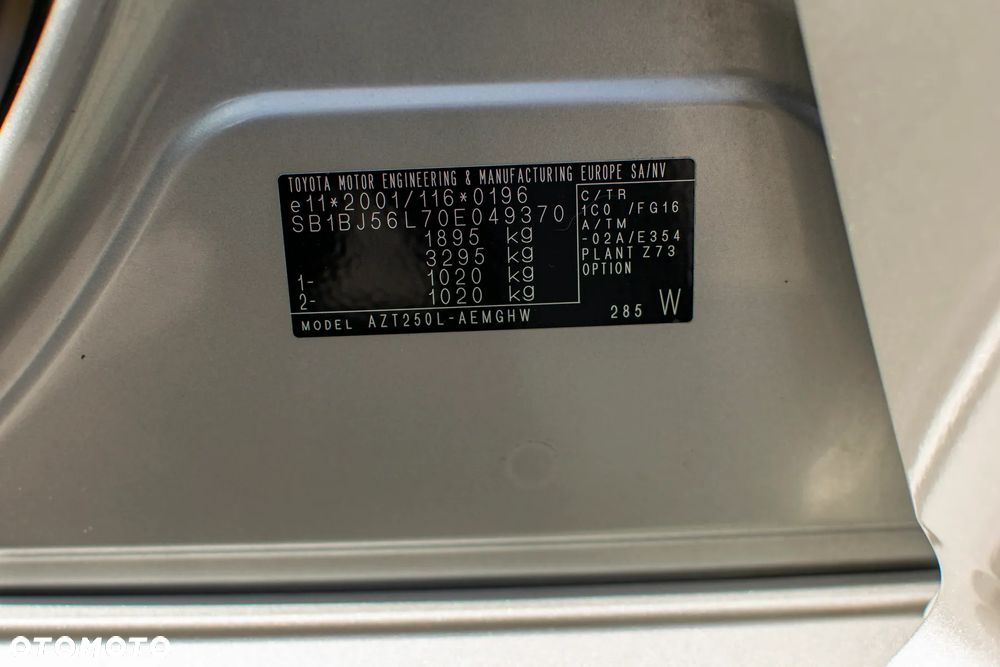 TOYOTA MOTOR ENGINEERING & MANUFACTURING EUROPE SA/NV
e11*2001/116*0196
SB1BJ56L70E049370
1895 kg
3295 kg
1- 1020 kg
2- 1020 kg
MODEL AZT250L-AEMGHW
C/TR
1C0 /FG16
A/TM
-02A/E354
PLANT Z73
OPTION
285 W
OTOMOTO